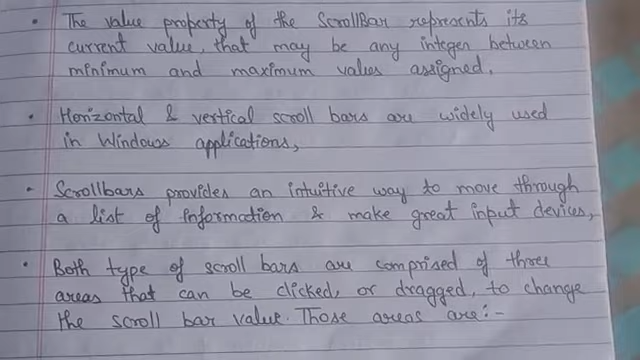 • The value property of the ScrollBar represents its
current value, that may be any integer between
minimum and maximum values assigned.
• Horizontal & vertical scroll bars are widely used
in Windows applications,
• Scrollbars provides an intuitive way to move through
a list of information & make great input devices,
• Both type of scroll bars are comprised of three
areas that can be clicked, or dragged, to change
the scroll bar value. Those areas are:-